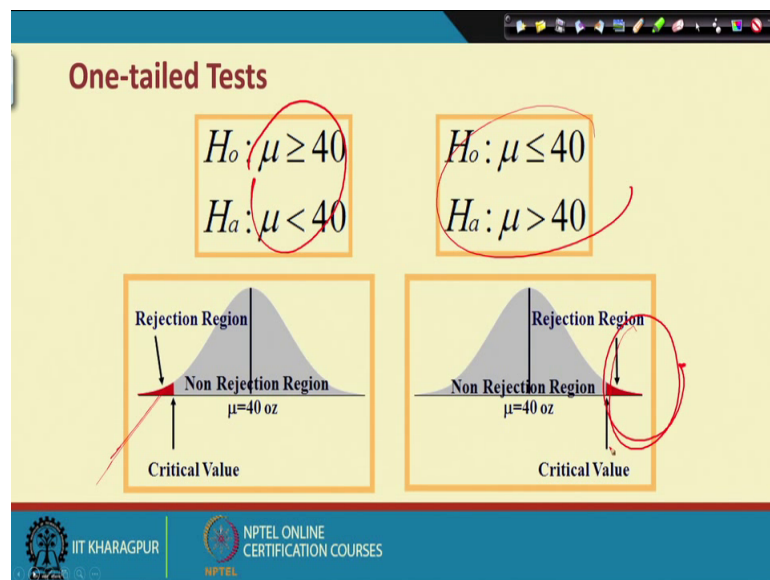 One-tailed Tests
Ho: μ ≥ 40
Ha: μ < 40
Ho: μ ≤ 40
Ha: μ > 40
Rejection Region
Non Rejection Region
μ=40 oz
Critical Value
Rejection Region
Non Rejection Region
μ=40 oz
Critical Value
IIT KHARAGPUR
NPTEL
NPTEL ONLINE
CERTIFICATION COURSES